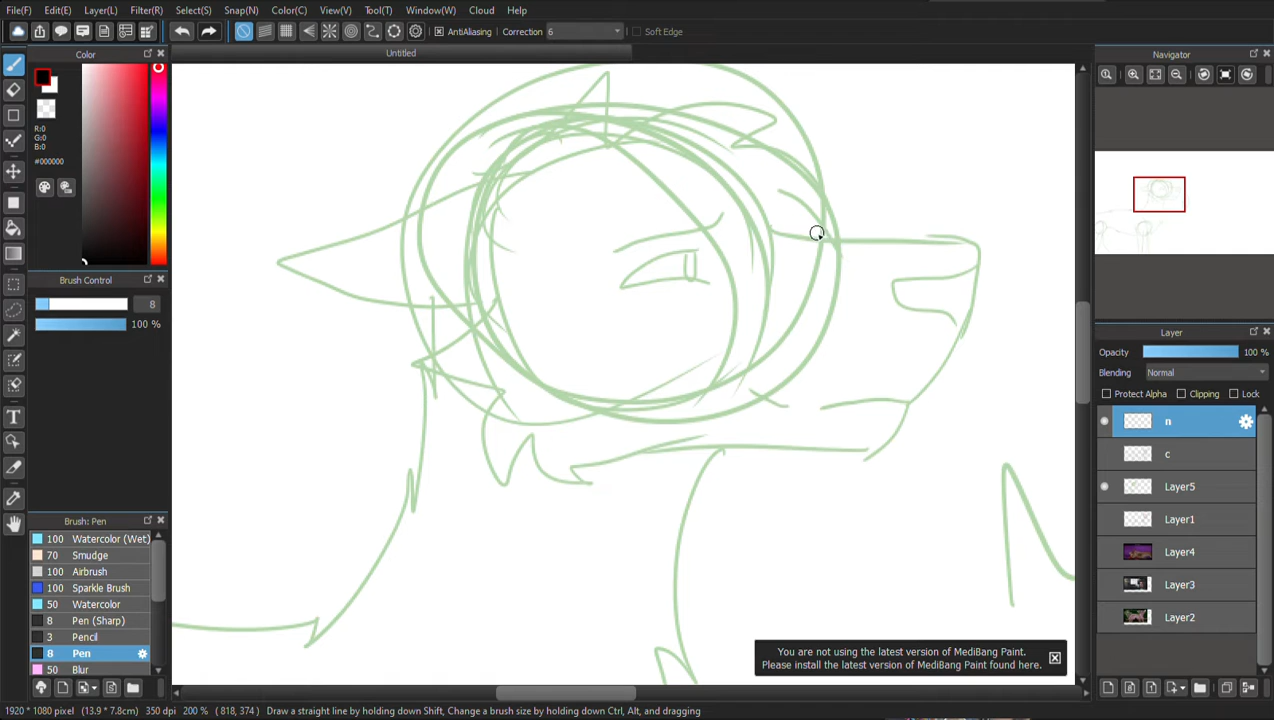 File(F) Edit(E) Layer(L) Filter(R) Select(S) Snap(N) Color(C) View(V) Tool(T) Window(W) Cloud Help
AntiAliasing Correction 6 Soft Edge
Untitled
Color
R:0
G:0
B:0
#000000
Brush Control
8
100 %
Brush: Pen
100 Watercolor (Wet)
70 Smudge
100 Airbrush
100 Sparkle Brush
50 Watercolor
8 Pen (Sharp)
3 Pencil
8 Pen
50 Blur
Navigator
Layer
Opacity 100 %
Blending Normal
Protect Alpha Clipping Lock
n
c
Layer5
Layer1
Layer4
Layer3
Layer2
You are not using the latest version of MediBang Paint.
Please install the latest version of MediBang Paint found here.
1920 * 1080 pixel (13.9 * 7.8cm) 350 dpi 200 % ( 818, 374 ) Draw a straight line by holding down Shift, Change a brush size by holding down Ctrl, Alt, and dragging